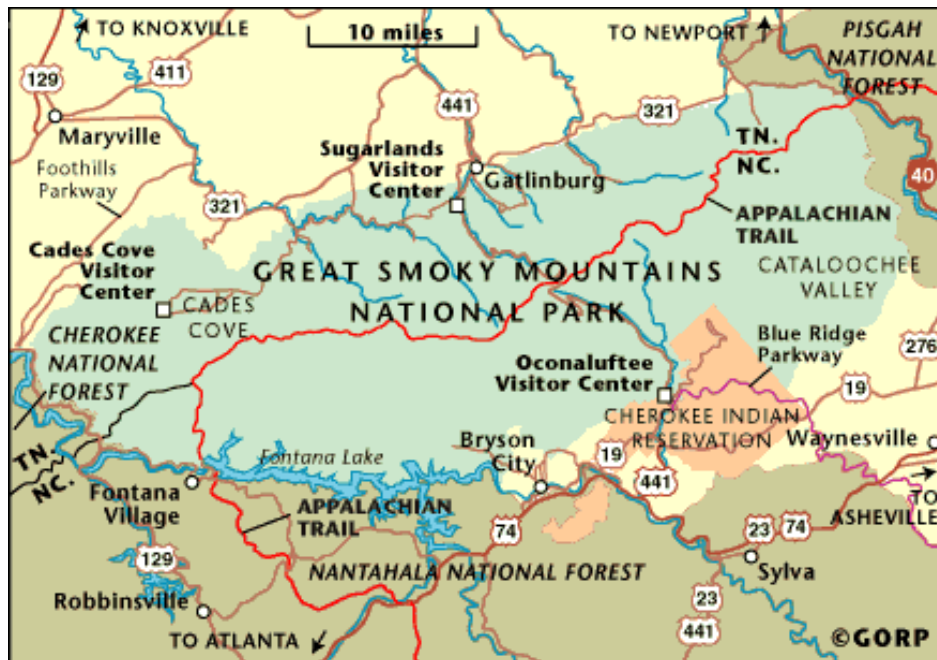 TO KNOXVILLE
10 miles
TO NEWPORT
PISGAH
NATIONAL
FOREST
129
411
441
321
Maryville
Foothills
Parkway
Sugarlands
Visitor
Center
Gatlinburg
TN.
NC.
40
321
APPALACHIAN
TRAIL
Cades Cove
Visitor
Center
CADES
COVE
GREAT SMOKY MOUNTAINS
NATIONAL PARK
CATALOOCHEE
VALLEY
CHEROKEE
NATIONAL
FOREST
Blue Ridge
Parkway
276
Oconaluftee
Visitor Center
19
CHEROKEE INDIAN
RESERVATION
Waynesville
TN.
NC.
Fontana Lake
Bryson
City
19
441
Fontana
Village
APPALACHIAN
TRAIL
74
23
74
TO
ASHEVILLE
129
NANTAHALA NATIONAL FOREST
Sylva
Robbinsville
23
441
TO ATLANTA
©GORP